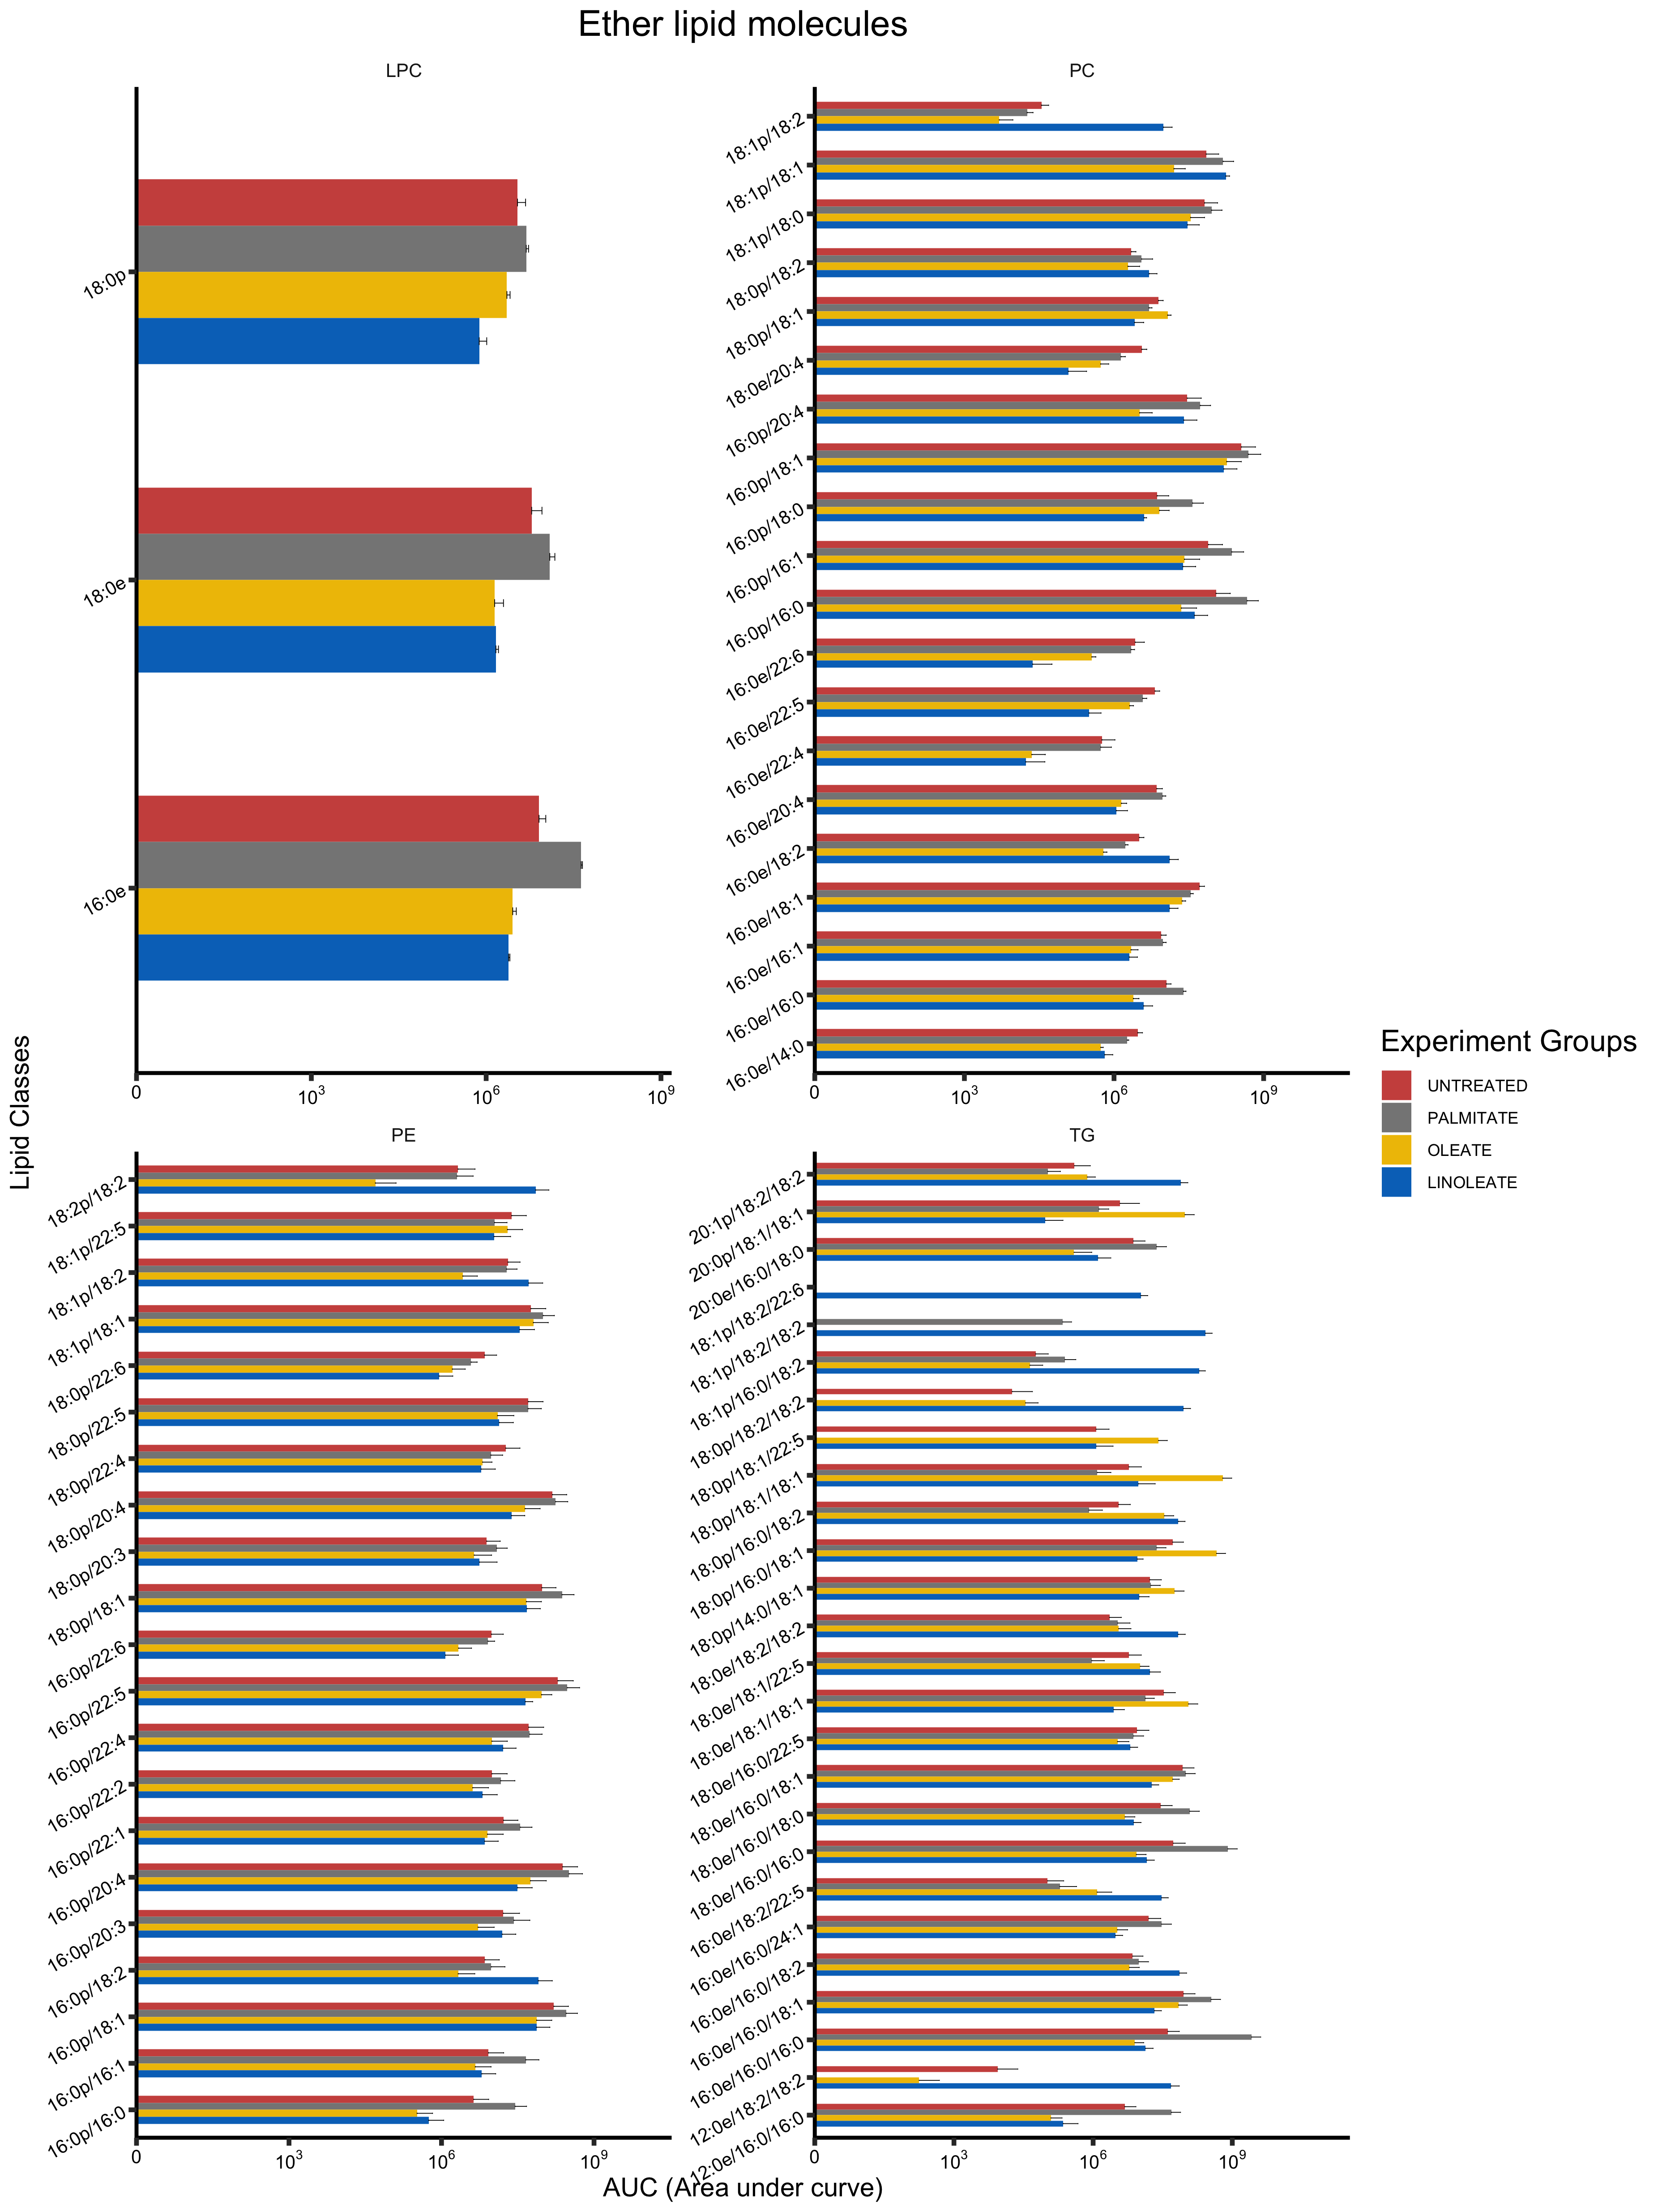 Ether lipid molecules
LPC
18:0p
18:0e
16:0e
0
10³
10⁶
10⁹
PC
18:1p/18:2
18:1p/18:1
18:1p/18:0
18:0p/18:2
18:0p/18:1
18:0e/20:4
16:0p/20:4
16:0p/18:1
16:0p/18:0
16:0p/16:1
16:0p/16:0
16:0e/22:6
16:0e/22:5
16:0e/22:4
16:0e/20:4
16:0e/18:2
16:0e/18:1
16:0e/16:1
16:0e/16:0
16:0e/14:0
0
10³
10⁶
10⁹
Lipid Classes
PE
18:2p/18:2
18:1p/22:5
18:1p/18:2
18:1p/18:1
18:0p/22:6
18:0p/22:5
18:0p/22:4
18:0p/20:4
18:0p/20:3
18:0p/18:1
16:0p/22:6
16:0p/22:5
16:0p/22:4
16:0p/22:2
16:0p/22:1
16:0p/20:4
16:0p/20:3
16:0p/18:2
16:0p/18:1
16:0p/16:1
16:0p/16:0
0
10³
10⁶
10⁹
TG
20:1p/18:2/18:2
20:0p/18:1/18:1
20:0e/16:0/18:0
18:1p/18:2/22:6
18:1p/18:2/18:2
18:1p/16:0/18:2
18:0p/18:2/18:2
18:0p/18:1/22:5
18:0p/18:1/18:1
18:0p/16:0/18:2
18:0p/16:0/18:1
18:0p/14:0/18:1
18:0e/18:2/18:2
18:0e/18:1/22:5
18:0e/18:1/18:1
18:0e/16:0/22:5
18:0e/16:0/18:1
18:0e/16:0/18:0
18:0e/16:0/16:0
16:0e/18:2/22:5
16:0e/16:0/24:1
16:0e/16:0/18:2
16:0e/16:0/18:1
16:0e/16:0/16:0
12:0e/18:2/18:2
12:0e/16:0/16:0
0
10³
10�6
10⁹
AUC (Area under curve)
Experiment Groups
UNTREATED
PALMITATE
OLEATE
LINOLEATE